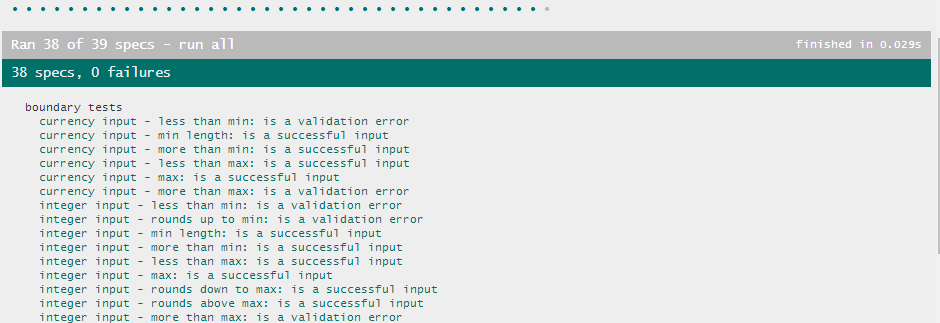 Ran 38 of 39 specs - run all
finished in 0.029s
38 specs, 0 failures
boundary tests
currency input - less than min: is a validation error
currency input - min length: is a successful input
currency input - more than min: is a successful input
currency input - less than max: is a successful input
currency input - max: is a successful input
currency input - more than max: is a validation error
integer input - less than min: is a validation error
integer input - rounds up to min: is a validation error
integer input - min length: is a successful input
integer input - more than min: is a successful input
integer input - less than max: is a successful input
integer input - max: is a successful input
integer input - rounds down to max: is a successful input
integer input - rounds above max: is a successful input
integer input - more than max: is a validation error